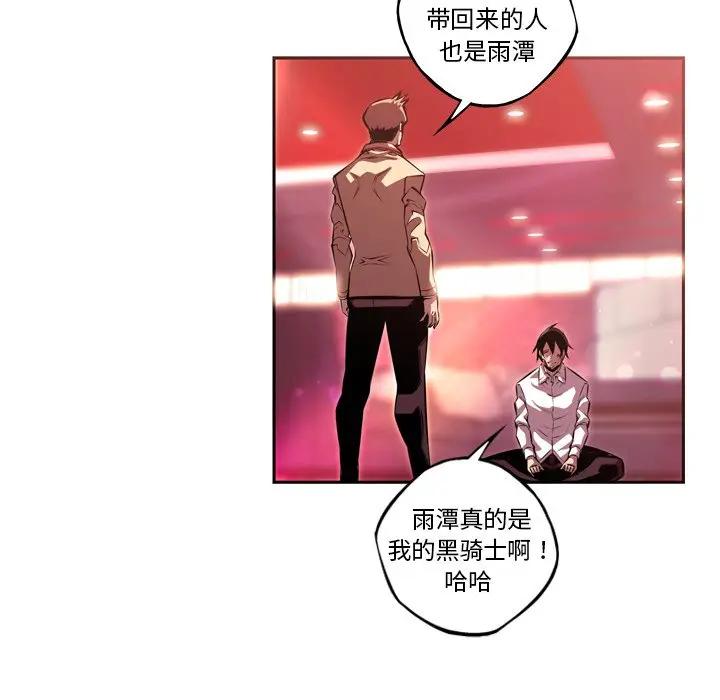 带回来的人
也是雨潭
雨潭真的是
我的黑骑士啊！
哈哈